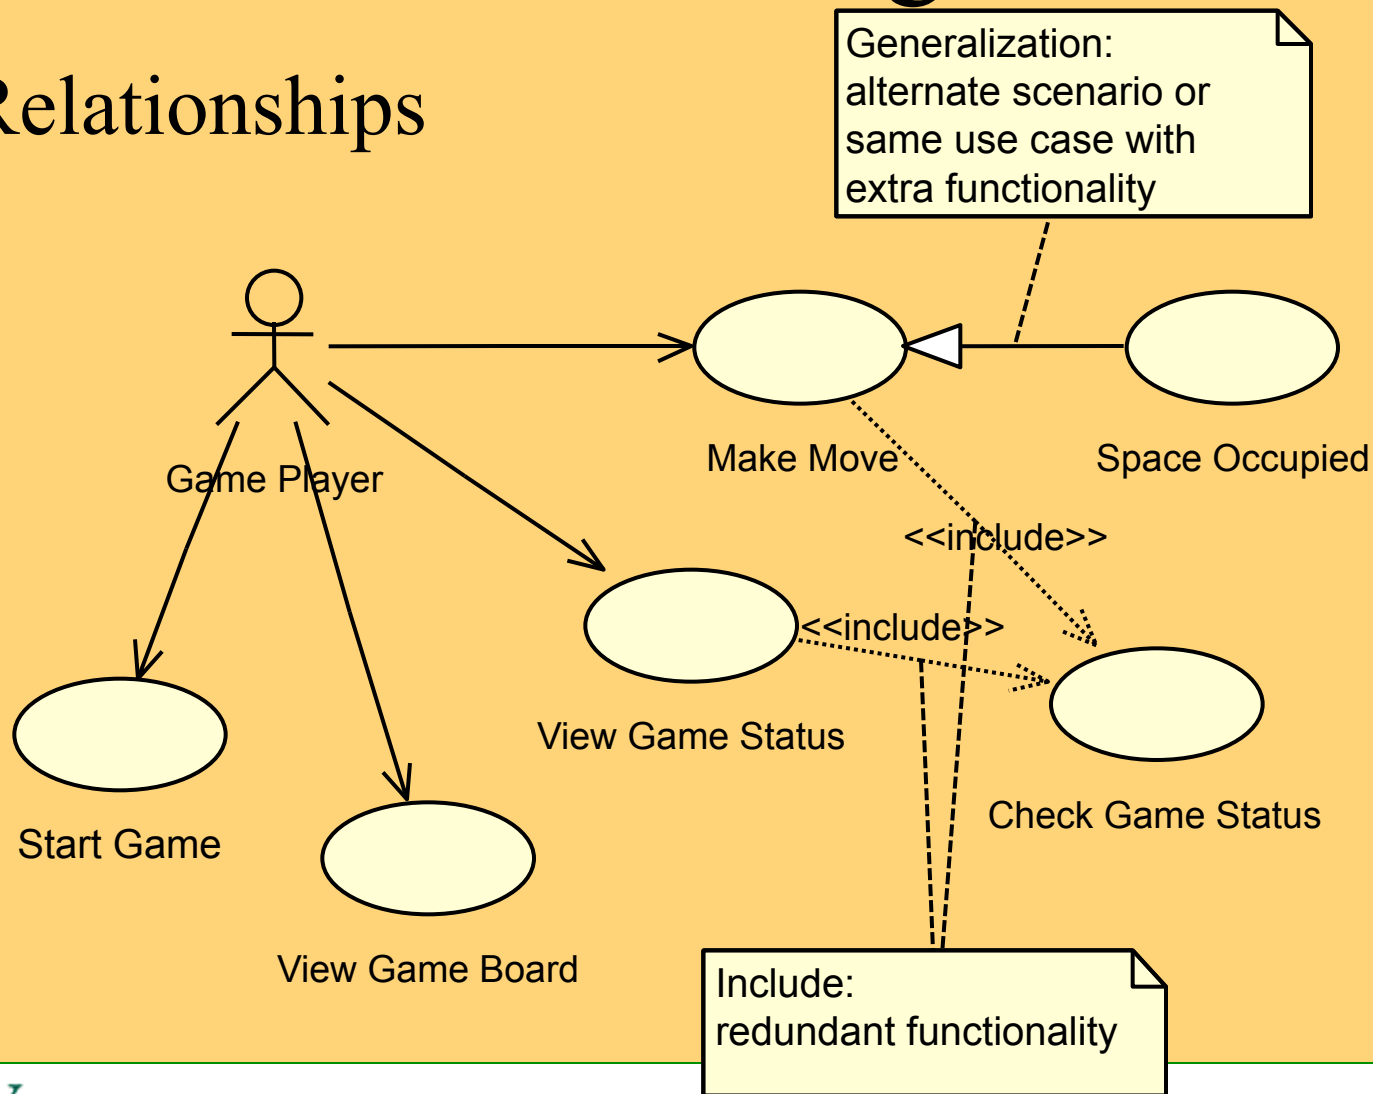 Relationships
Generalization:
alternate scenario or
same use case with
extra functionality
Game Player
Make Move
Space Occupied
<<include>>
<<include>>
View Game Status
Check Game Status
Start Game
View Game Board
Include:
redundant functionality